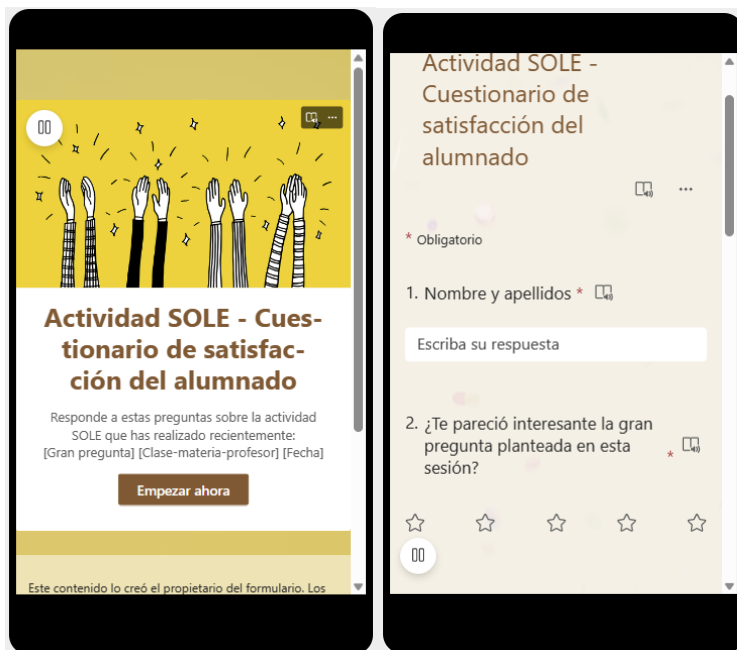 Actividad SOLE - Cues-
tionario de satisfac-
ción del alumnado
Responde a estas preguntas sobre la actividad
SOLE que has realizado recientemente:
[Gran pregunta] [Clase-materia-profesor] [Fecha]
Empezar ahora
Este contenido lo creó el propietario del formulario. Los
Actividad SOLE -
Cuestionario de
satisfacción del
alumnado
* Obligatorio
1. Nombre y apellidos *
Escriba su respuesta
2. ¿Te pareció interesante la gran
pregunta planteada en esta
sesión? *